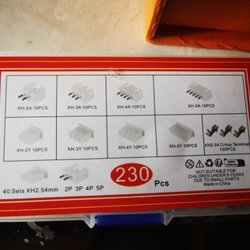 XH-2A 10PCS
XH-3A 10PCS
XH-4A 10PCS
XH-5A 10PCS
XH-2Y 10PCS
XH-3Y 10PCS
XH-4Y 10PCS
XH-5Y 10PCS
XH2.54 Crimp Terminal
100PCS
40 Sets XH2.54mm
2P 3P 4P 5P
230 Pcs
NOT SUITABLE FOR
CHILDREN UNDER 6 YEARS
Made in China